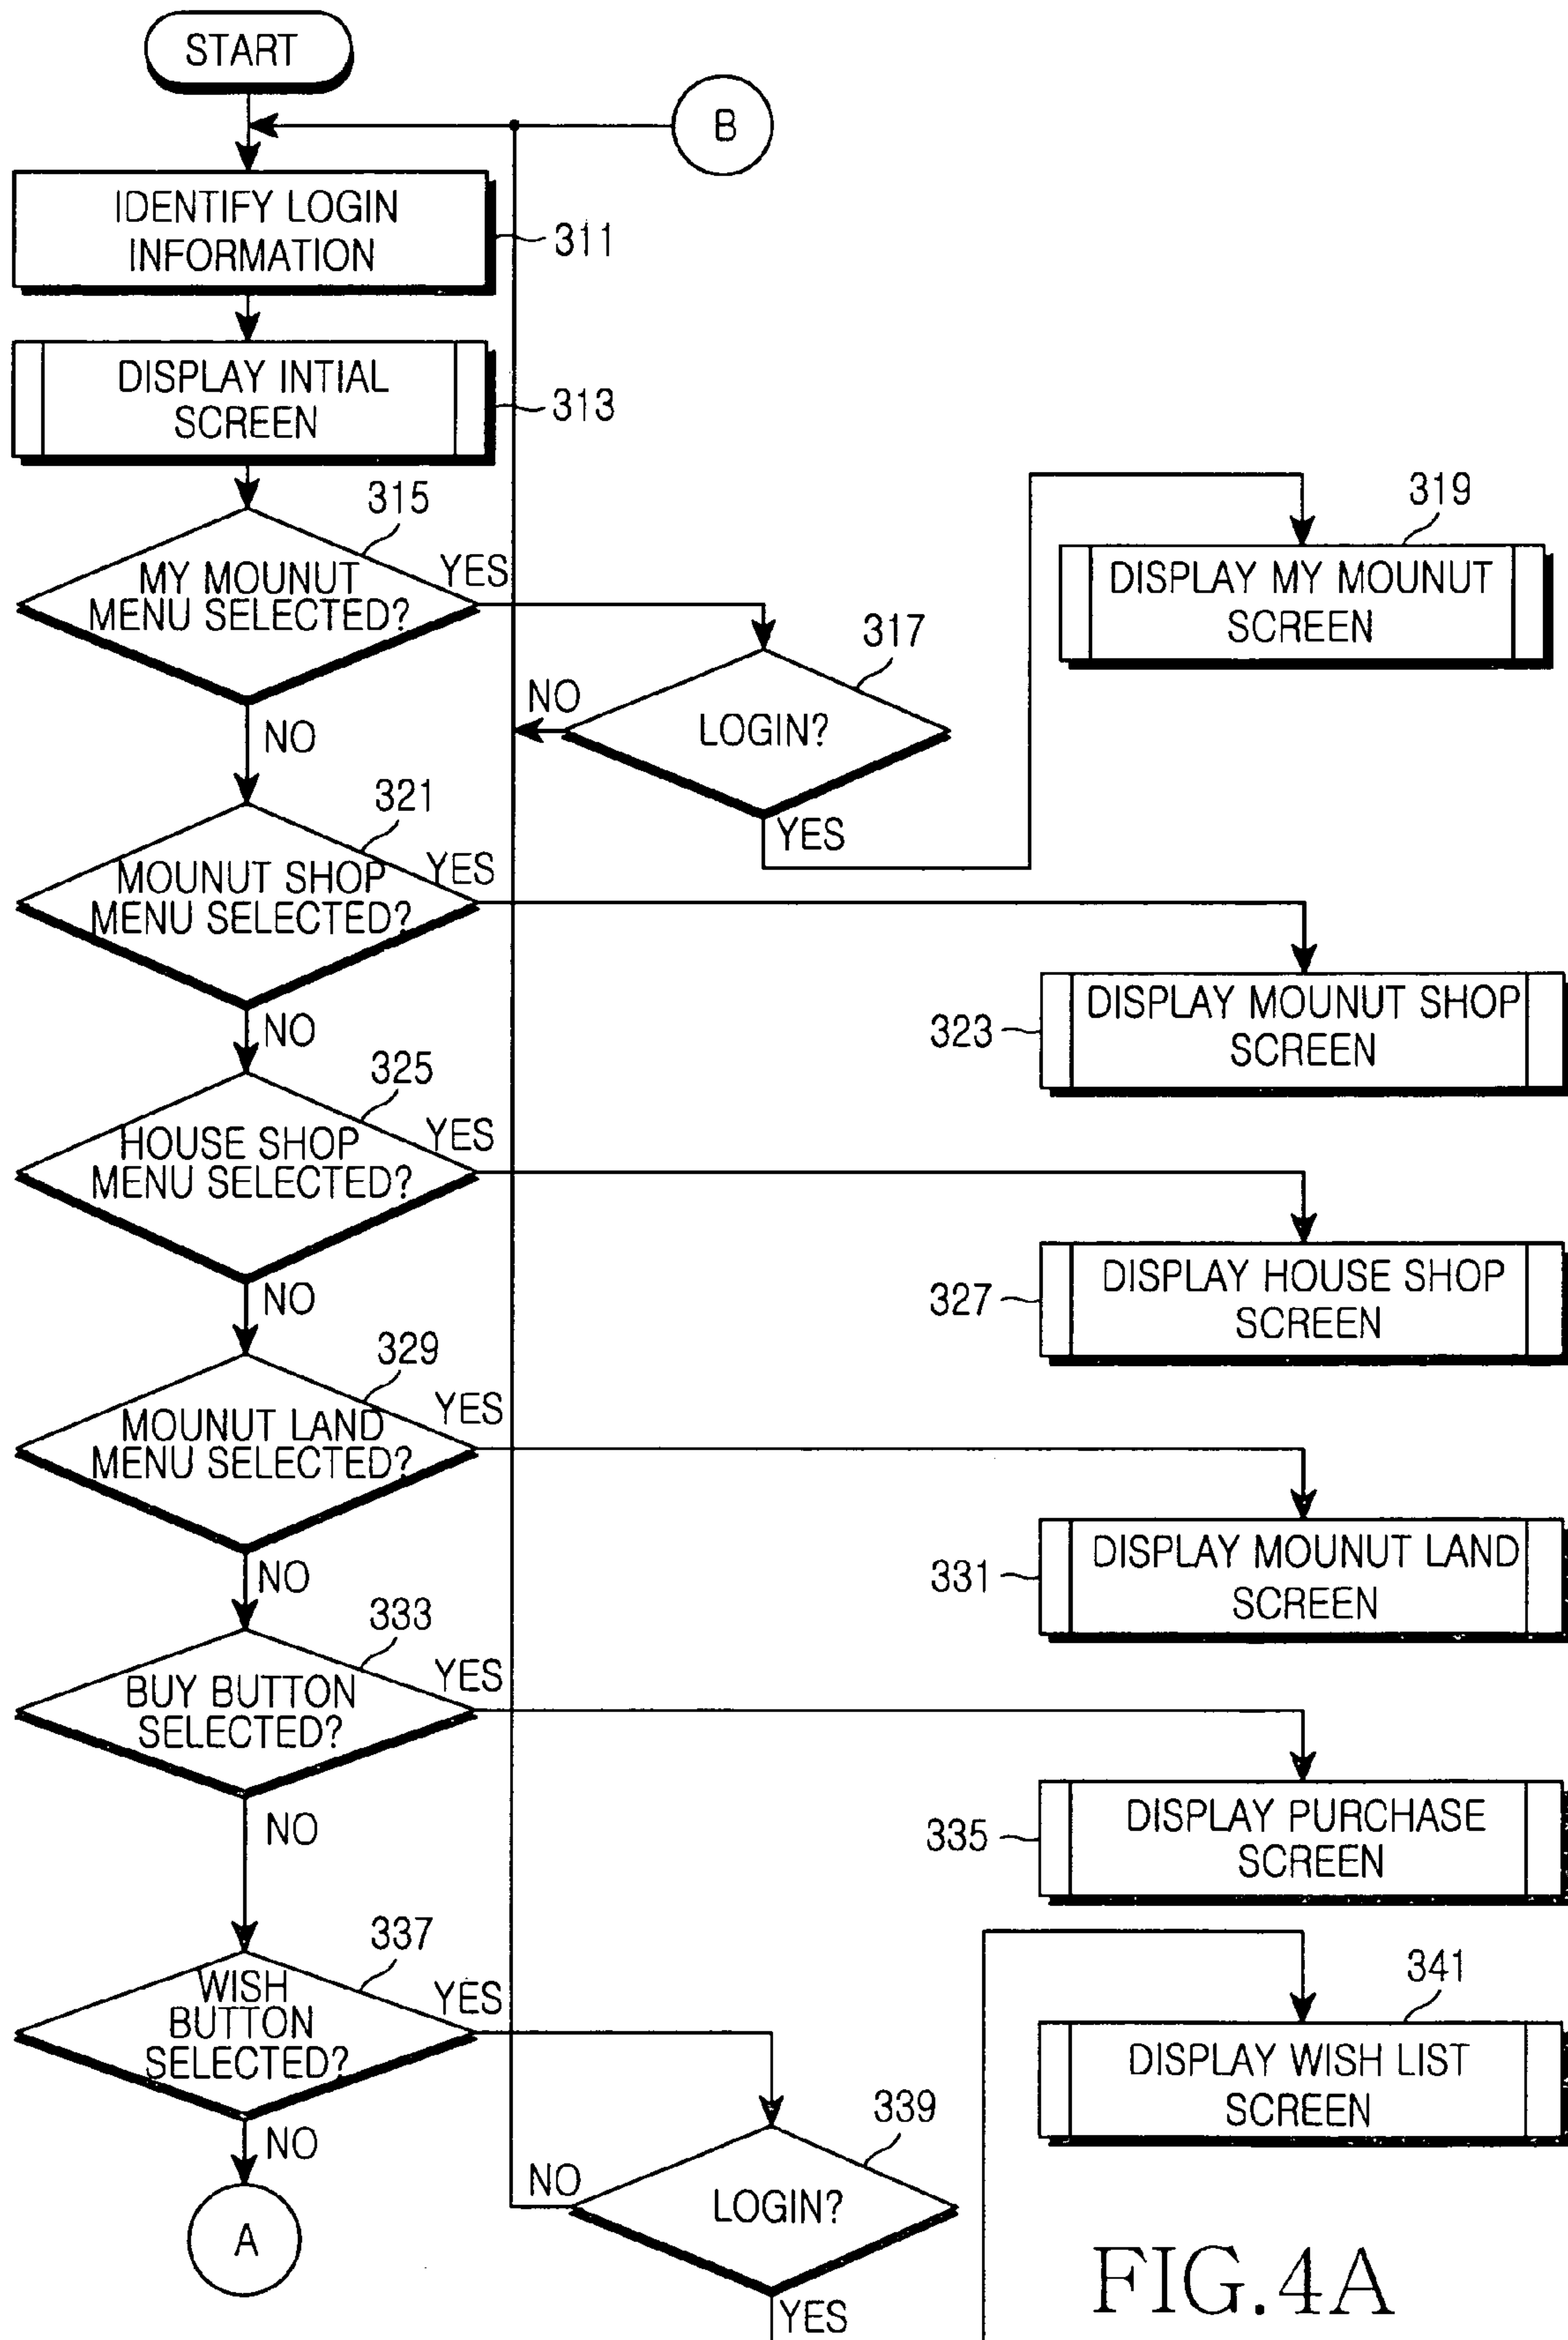 START
B
IDENTIFY LOGIN
INFORMATION
311
DISPLAY INTIAL
SCREEN
313
315
MY MOUNUT
MENU SELECTED?
YES
NO
317
LOGIN?
NO
YES
319
DISPLAY MY MOUNUT
SCREEN
321
MOUNUT SHOP
MENU SELECTED?
YES
NO
323
DISPLAY MOUNUT SHOP
SCREEN
325
HOUSE SHOP
MENU SELECTED?
YES
NO
327
DISPLAY HOUSE SHOP
SCREEN
329
MOUNUT LAND
MENU SELECTED?
YES
NO
331
DISPLAY MOUNUT LAND
SCREEN
333
BUY BUTTON
SELECTED?
YES
NO
335
DISPLAY PURCHASE
SCREEN
337
WISH
BUTTON
SELECTED?
YES
NO
A
339
LOGIN?
NO
YES
341
DISPLAY WISH LIST
SCREEN
FIG.4A